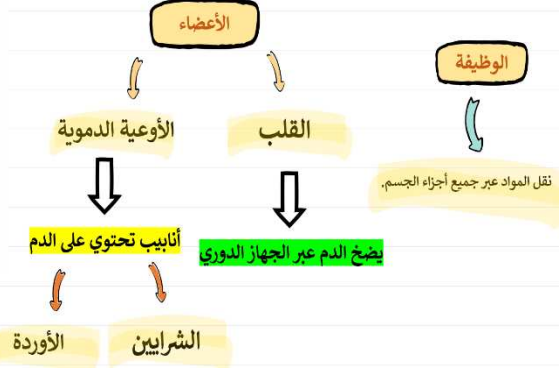 الأعضاء
الوظيفة
القلب
الأوعية الدموية
نقل المواد عبر جميع أجزاء الجسم.
يضخ الدم عبر الجهاز الدوري
أنابيب تحتوي على الدم
الشرايين
الأوردة